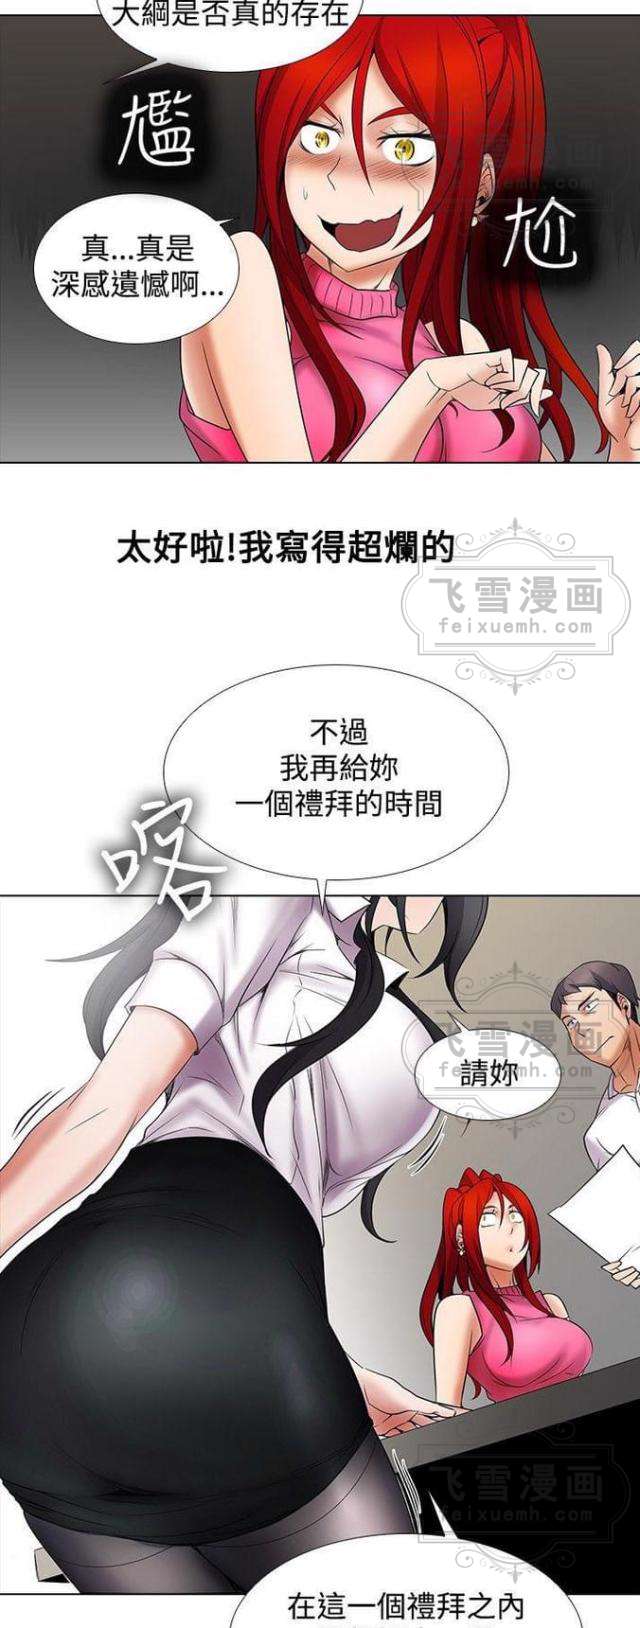 大綱是否真的存在
尷
尬
真...真是
深感遺憾啊...
太好啦!我寫得超爛的
飞雪漫画
feixuemh.com
不過
我再給妳
一個禮拜的時間
喀
請妳
飞雪漫画
feixuemh.com
飞雪漫画
feixuemh.com
在這一個禮拜之內